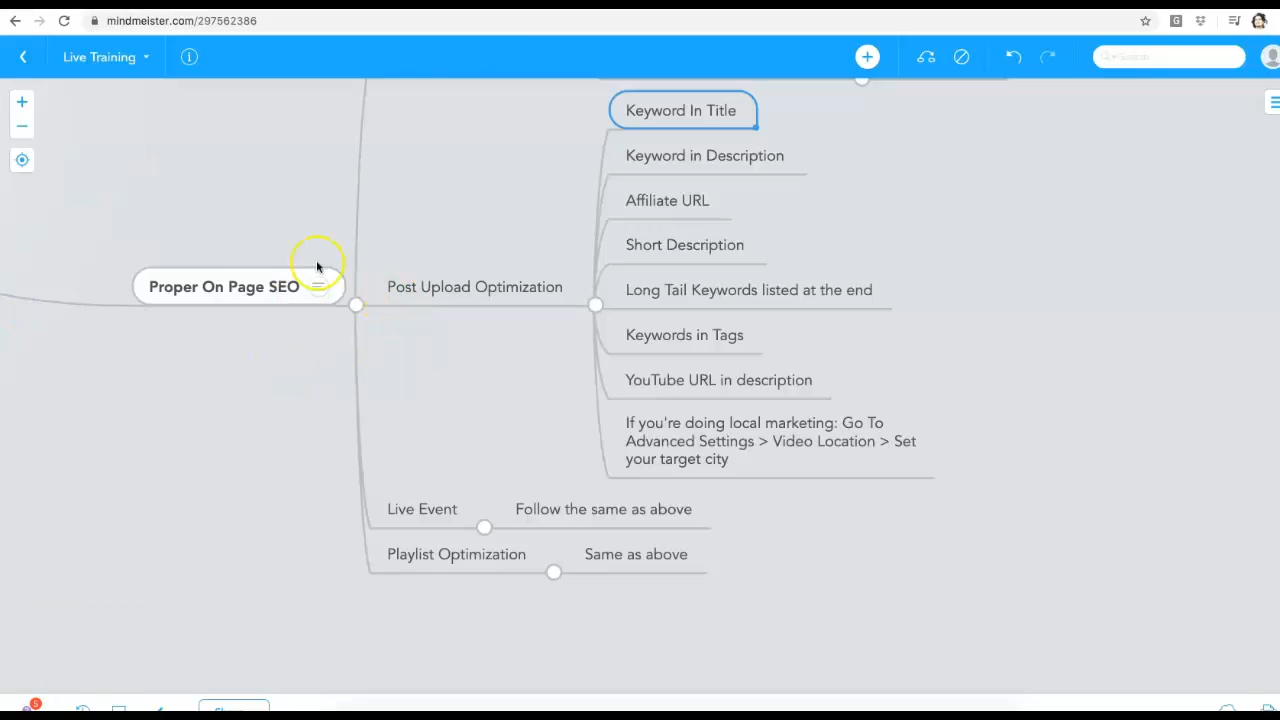 mindmeister.com/297562386
Live Training
Search
Keyword In Title
Keyword in Description
Affiliate URL
Short Description
Proper On Page SEO
Post Upload Optimization
Long Tail Keywords listed at the end
Keywords in Tags
YouTube URL in description
If you're doing local marketing: Go To
Advanced Settings > Video Location > Set
your target city
Live Event
Follow the same as above
Playlist Optimization
Same as above
5